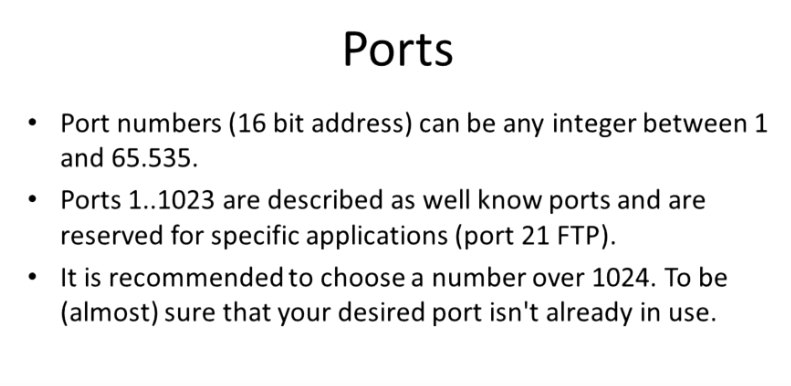 Ports
• Port numbers (16 bit address) can be any integer between 1
and 65.535.
• Ports 1..1023 are described as well know ports and are
reserved for specific applications (port 21 FTP).
• It is recommended to choose a number over 1024. To be
(almost) sure that your desired port isn't already in use.